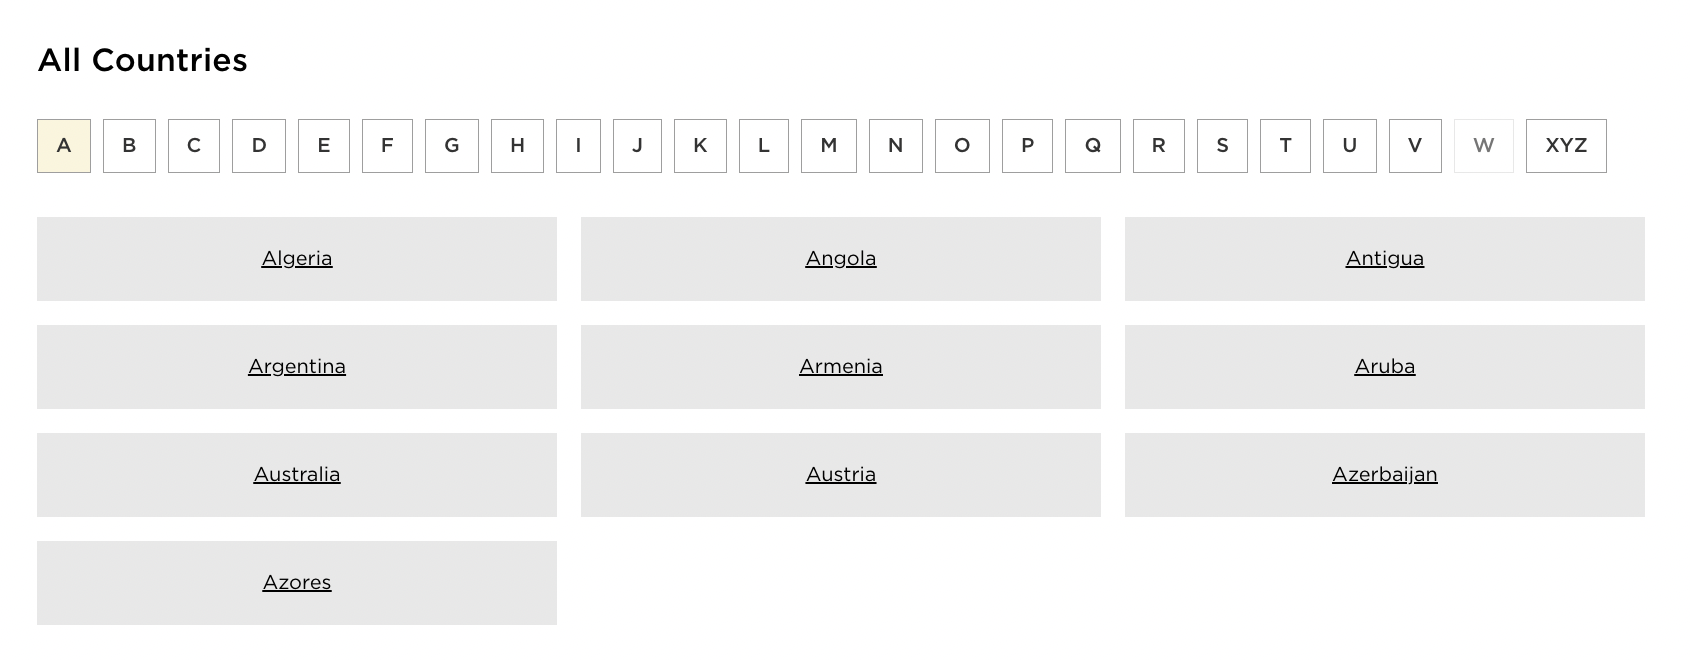 All Countries
A B C D E F G H I J K L M N O P Q R S T U V W XYZ
Algeria Angola Antigua
Argentina Armenia Aruba
Australia Austria Azerbaijan
Azores